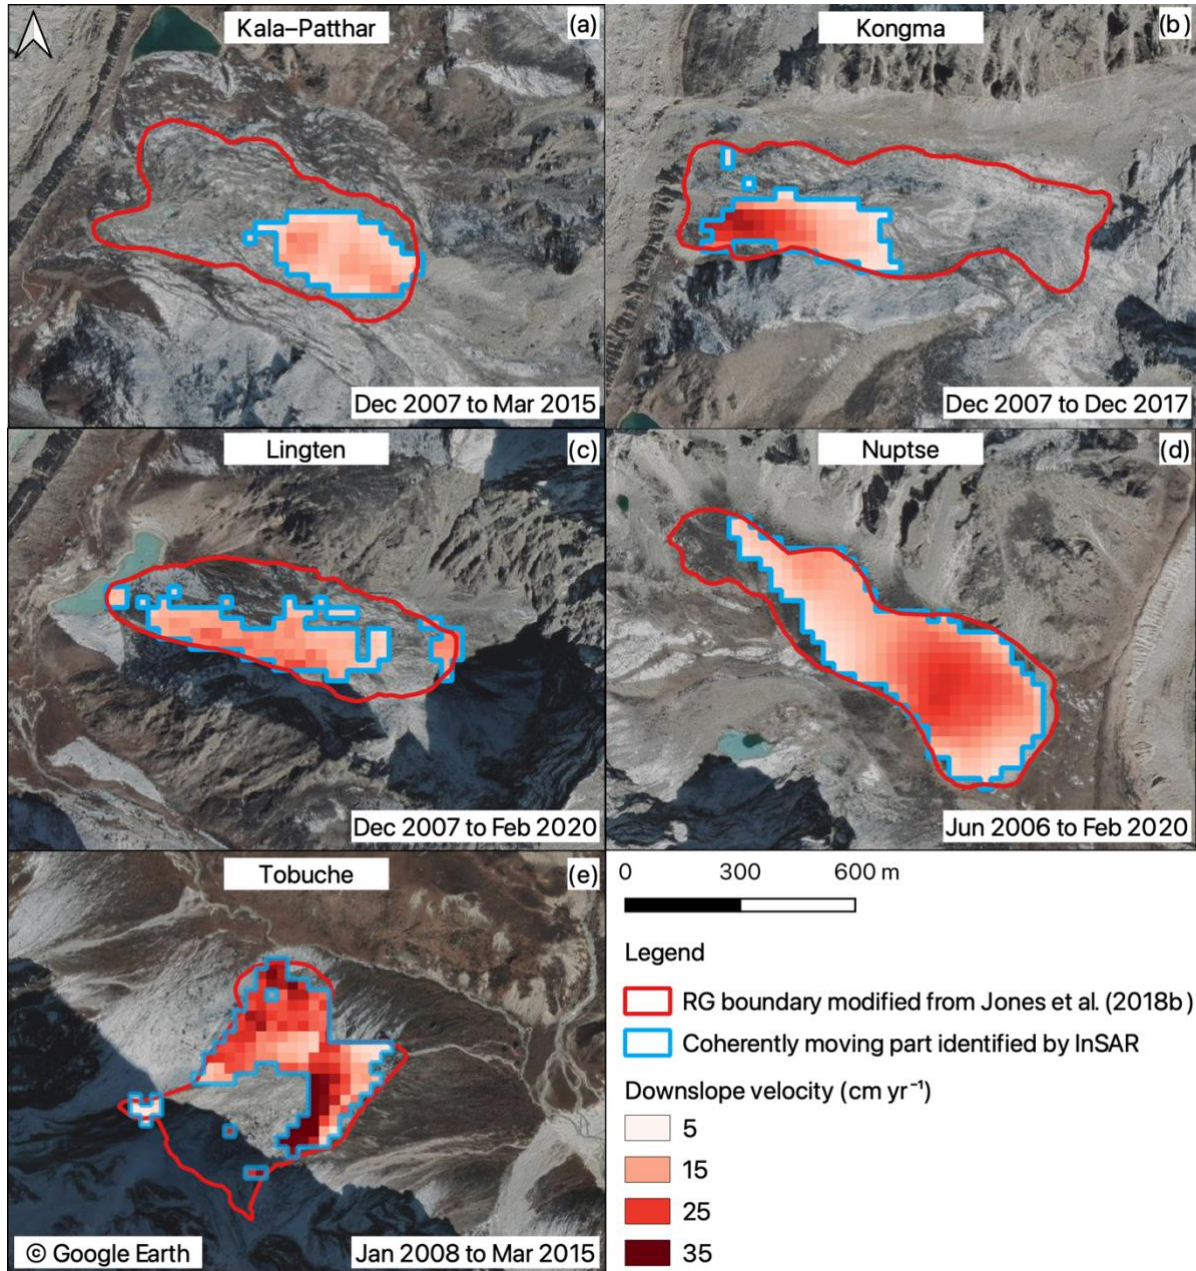 Kala–Patthar
(a)
Dec 2007 to Mar 2015
Kongma
(b)
Dec 2007 to Dec 2017
Lingten
(c)
Dec 2007 to Feb 2020
Nuptse
(d)
Jun 2006 to Feb 2020
Tobuche
(e)
© Google Earth
Jan 2008 to Mar 2015
0 300 600 m
Legend
RG boundary modified from Jones et al. (2018b)
Coherently moving part identified by InSAR
Downslope velocity (cm yr⁻¹)
5
15
25
35